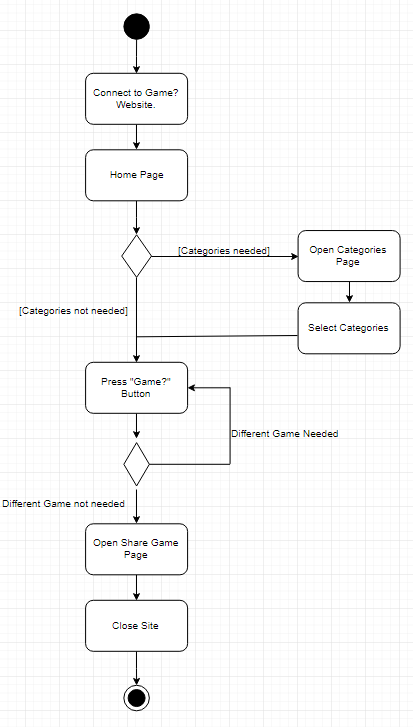 Connect to Game?
Website.
Home Page
[Categories needed]
Open Categories
Page
[Categories not needed]
Select Categories
Press "Game?"
Button
Different Game Needed
Different Game not needed
Open Share Game
Page
Close Site